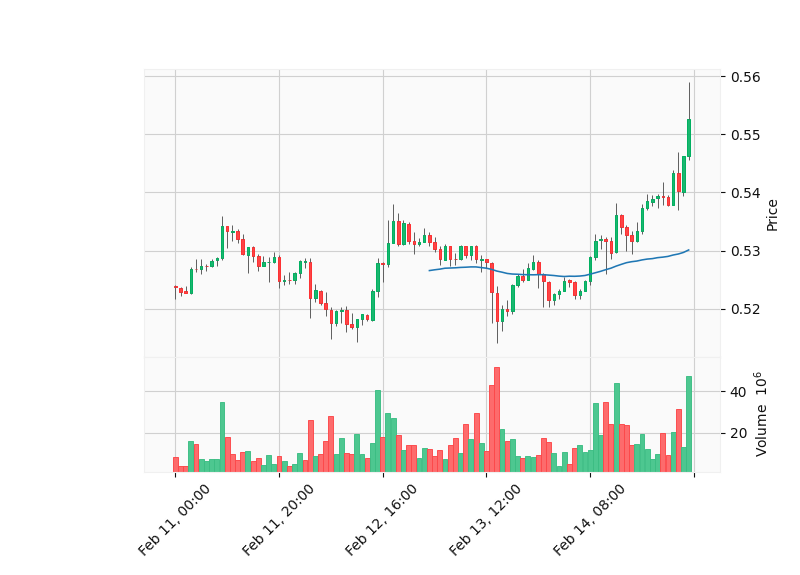 0.56
0.55
0.54
0.53
0.52
Price
40
20
Volume 10^6
Feb 11, 00:00
Feb 11, 20:00
Feb 12, 16:00
Feb 13, 12:00
Feb 14, 08:00